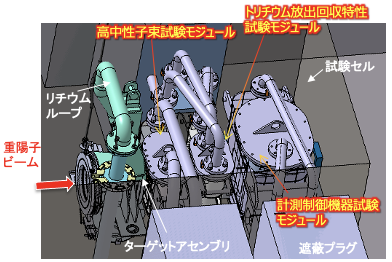 高中性子束試験モジュール
トリチウム放出回収特性
試験モジュール
試験セル
リチウム
ループ
重陽子
ビーム
計測制御機器試験
モジュール
ターゲットアセンブリ
遮蔽プラグ